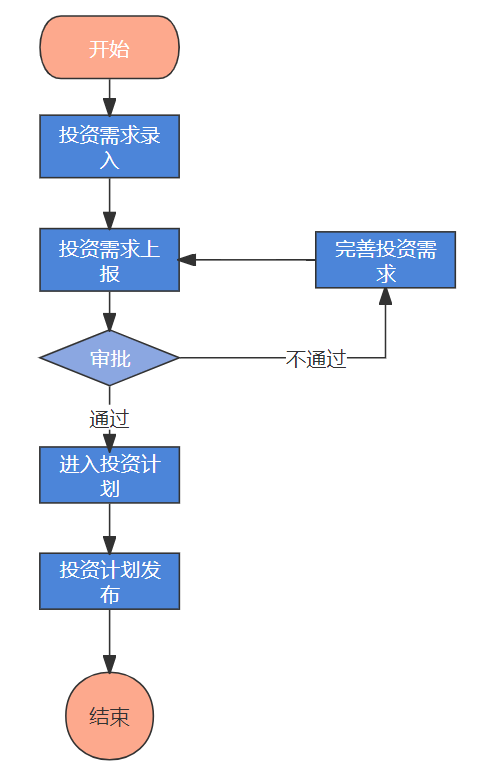 开始
投资需求录
入
投资需求上
报
完善投资需
求
审批
不通过
通过
进入投资计
划
投资计划发
布
结束